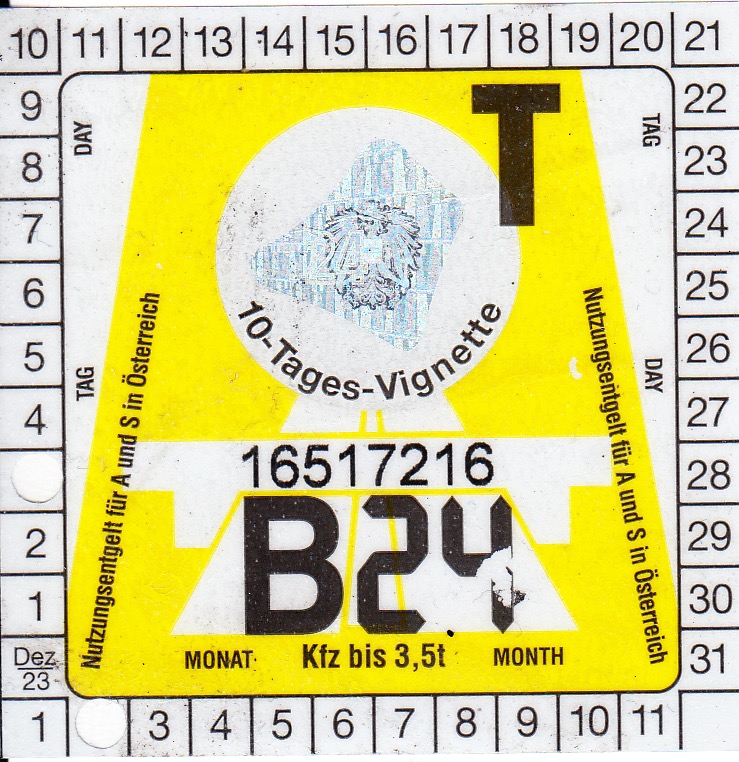 10 11 12 13 14 15 16 17 18 19 20 21
9
8
7
6
5
4
2
1
Dez
23
22
23
24
25
26
27
28
29
30
31
DAY
TAG
TAG
DAY
T
10-Tages-Vignette
Nutzungsentgelt für A und S in Österreich
Nutzungsentgelt für A und S in Österreich
16517216
B24
MONAT Kfz bis 3,5t MONTH
1 3 4 5 6 7 8 9 10 11